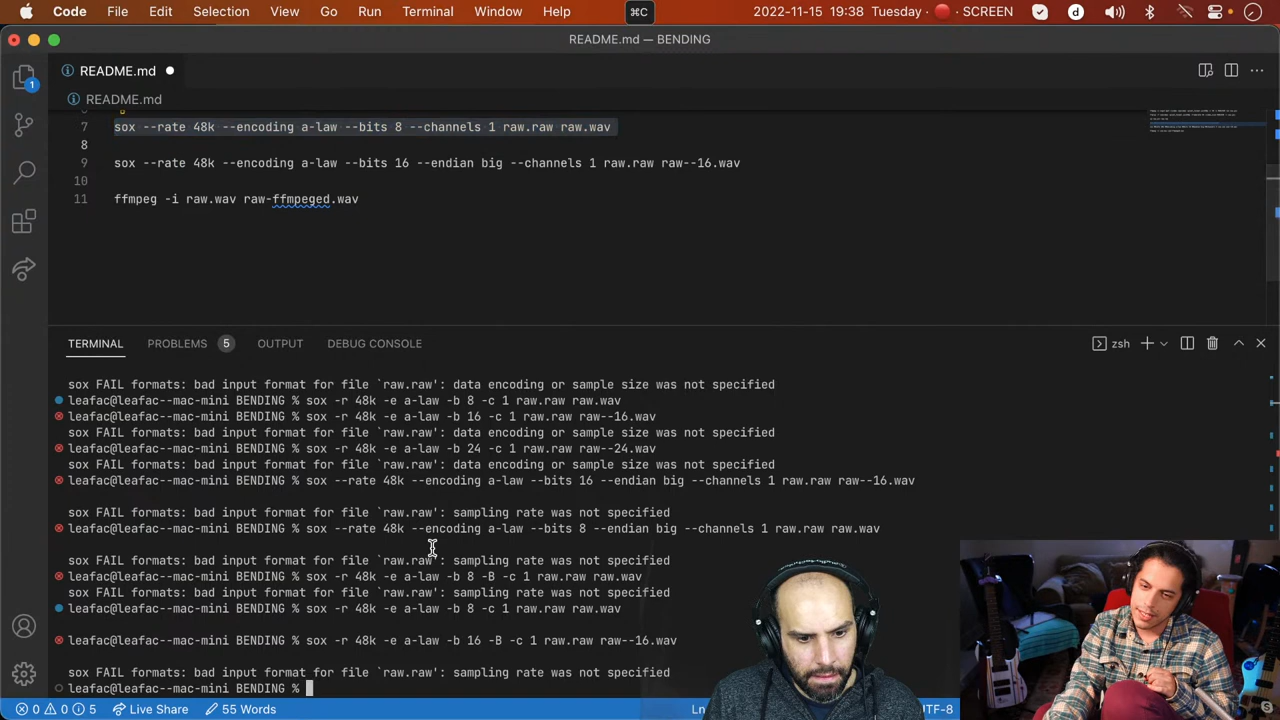 Code File Edit Selection View Go Run Terminal Window Help ⌘C 2022-11-15 19:38 Tuesday 🔴 SCREEN
README.md — BENDING
README.md
1
README.md
7 sox --rate 48k --encoding a-law --bits 8 --channels 1 raw.raw raw.wav
8
9 sox --rate 48k --encoding a-law --bits 16 --endian big --channels 1 raw.raw raw--16.wav
10
11 ffmpeg -i raw.wav raw-ffmpeged.wav
TERMINAL PROBLEMS 5 OUTPUT DEBUG CONSOLE zsh
sox FAIL formats: bad input format for file `raw.raw': data encoding or sample size was not specified
leafac@leafac--mac-mini BENDING % sox -r 48k -e a-law -b 8 -c 1 raw.raw raw.wav
leafac@leafac--mac-mini BENDING % sox -r 48k -e a-law -b 16 -c 1 raw.raw raw--16.wav
sox FAIL formats: bad input format for file `raw.raw': data encoding or sample size was not specified
leafac@leafac--mac-mini BENDING % sox -r 48k -e a-law -b 24 -c 1 raw.raw raw--24.wav
sox FAIL formats: bad input format for file `raw.raw': data encoding or sample size was not specified
leafac@leafac--mac-mini BENDING % sox --rate 48k --encoding a-law --bits 16 --endian big --channels 1 raw.raw raw--16.wav
sox FAIL formats: bad input format for file `raw.raw': sampling rate was not specified
leafac@leafac--mac-mini BENDING % sox --rate 48k --encoding a-law --bits 8 --endian big --channels 1 raw.raw raw.wav
sox FAIL formats: bad input format for file `raw.raw': sampling rate was not specified
leafac@leafac--mac-mini BENDING % sox -r 48k -e a-law -b 8 -B -c 1 raw.raw raw.wav
sox FAIL formats: bad input format for file `raw.raw': sampling rate was not specified
leafac@leafac--mac-mini BENDING % sox -r 48k -e a-law -b 8 -c 1 raw.raw raw.wav
leafac@leafac--mac-mini BENDING % sox -r 48k -e a-law -b 16 -B -c 1 raw.raw raw--16.wav
sox FAIL formats: bad input format for file `raw.raw': sampling rate was not specified
leafac@leafac--mac-mini BENDING %
0 0 5 Live Share 55 Words Ln UTF-8